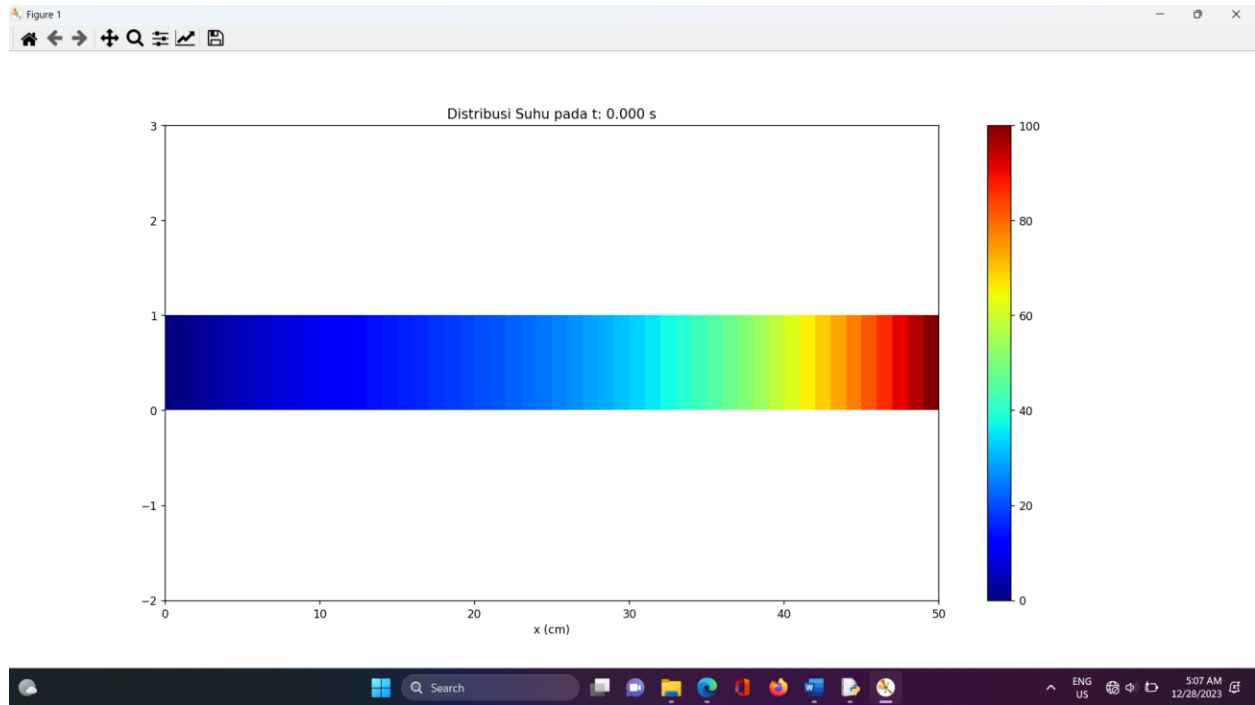 Figure 1
Distribusi Suhu pada t: 0.000 s
3
2
1
0
−1
−2
0 10 20 30 40 50
x (cm)
100
80
60
40
20
0
Search
ENG
US
5:07 AM
12/28/2023